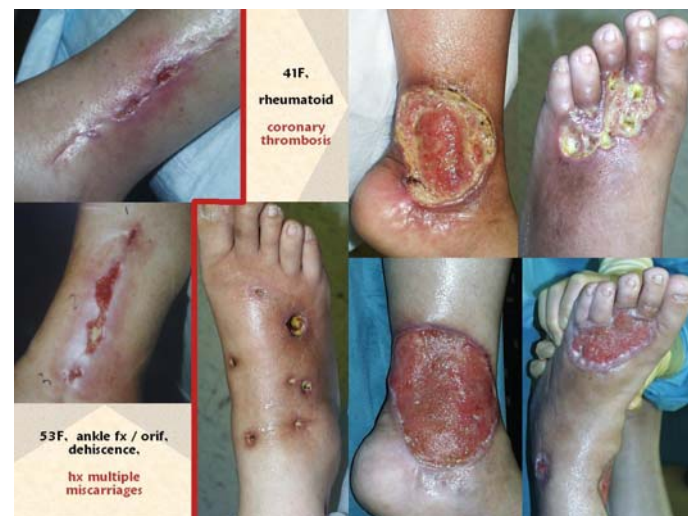 41F.
rheumatoid
coronary
thrombosis
53F. ankle fx / orif.
dehiscence.
hx multiple
miscarriages